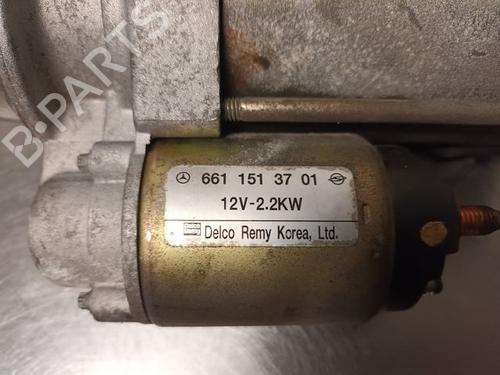 B-PARTS
661 151 37 01
12V-2.2KW
Delco Remy Korea, Ltd.